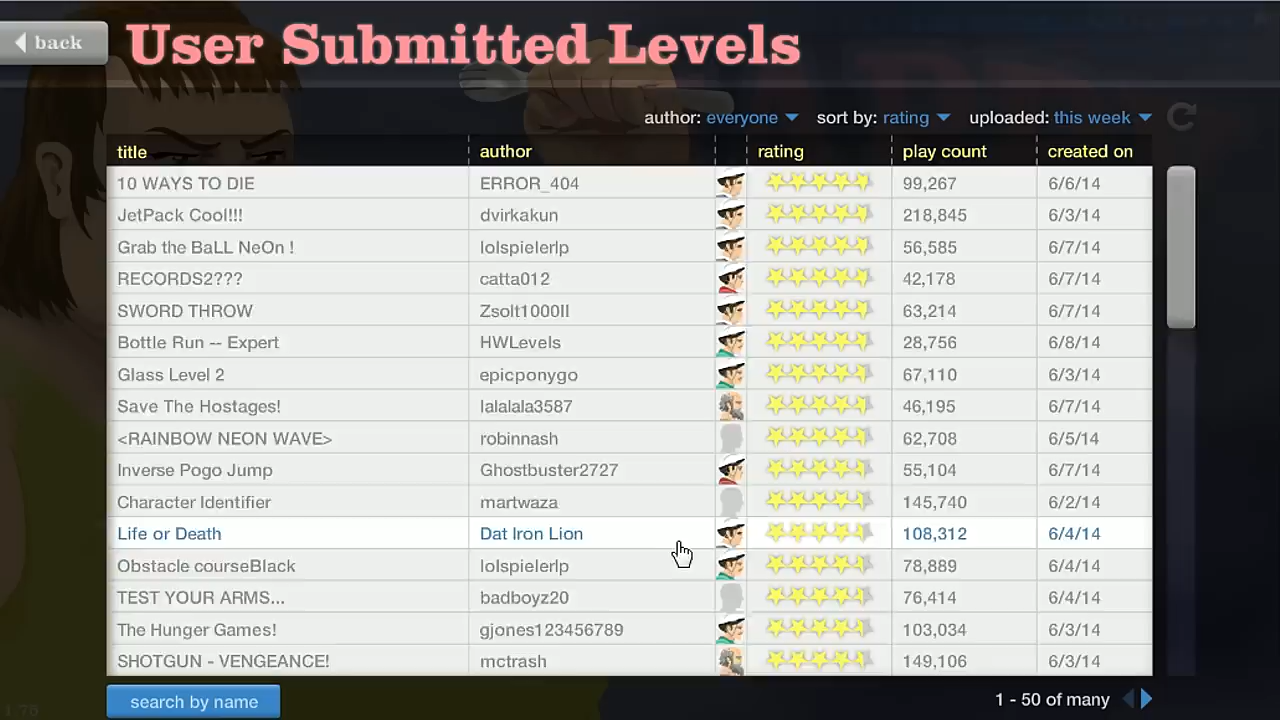 back
User Submitted Levels
author: everyone sort by: rating uploaded: this week
title author rating play count created on
10 WAYS TO DIE ERROR_404 99,267 6/6/14
JetPack Cool!!! dvirkakun 218,845 6/3/14
Grab the BaLL NeOn ! lolspielerlp 56,585 6/7/14
RECORDS2??? catta012 42,178 6/7/14
SWORD THROW Zsolt1000II 63,214 6/7/14
Bottle Run -- Expert HWLevels 28,756 6/8/14
Glass Level 2 epicponygo 67,110 6/3/14
Save The Hostages! lalalala3587 46,195 6/7/14
<RAINBOW NEON WAVE> robinnash 62,708 6/5/14
Inverse Pogo Jump Ghostbuster2727 55,104 6/7/14
Character Identifier martwaza 145,740 6/2/14
Life or Death Dat Iron Lion 108,312 6/4/14
Obstacle courseBlack lolspielerlp 78,889 6/4/14
TEST YOUR ARMS... badboyz20 76,414 6/4/14
The Hunger Games! gjones123456789 103,034 6/3/14
SHOTGUN - VENGEANCE! mctrash 149,106 6/3/14
search by name 1 - 50 of many